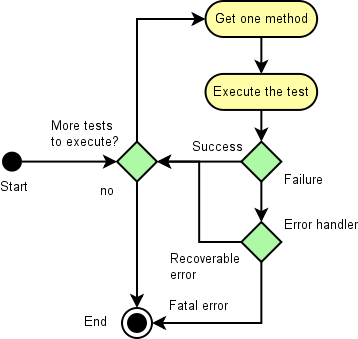 Get one method
Execute the test
More tests
to execute?
Success
Start
no
Failure
Error handler
Recoverable
error
Fatal error
End